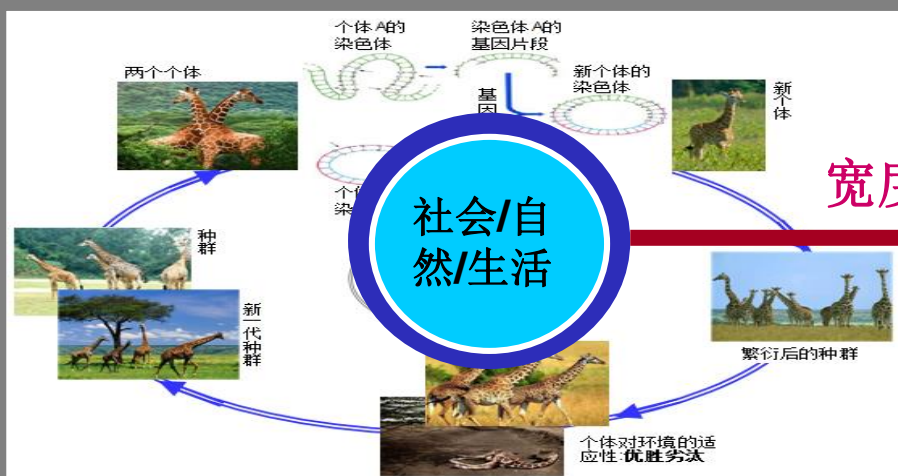 个体A的
染色体
染色体A的
基因片段
两个个体
新个体的
染色体
基
因
新
个
体
宽
个
染
社会/自
然/生活
种
群
新
一
代
种
群
繁衍后的种群
个体对环境的适
应性:优胜劣汰